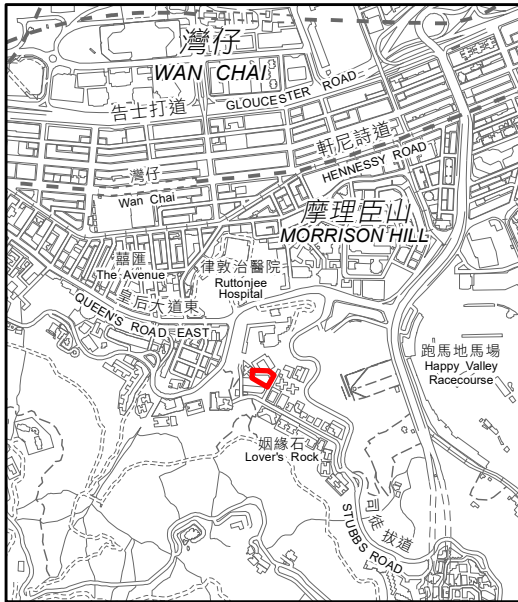 灣仔
WAN CHAI
告士打道
GLOUCESTER ROAD
軒尼詩道
HENNESSY ROAD
灣仔
Wan Chai
摩理臣山
MORRISON HILL
囍匯
The Avenue
律敦治醫院
Ruttonjee
Hospital
皇后大道東
QUEEN'S ROAD EAST
跑馬地馬場
Happy Valley
Racecourse
姻緣石
Lover's Rock
司徒拔道
STUBBS ROAD